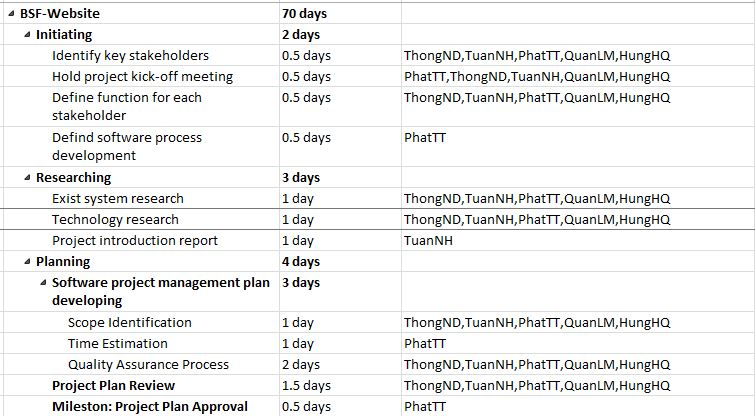 BSF-Website 70 days
Initiating 2 days
Identify key stakeholders 0.5 days ThongND,TuanNH,PhatTT,QuanLM,HungHQ
Hold project kick-off meeting 0.5 days PhatTT,ThongND,TuanNH,QuanLM,HungHQ
Define function for each 0.5 days ThongND,TuanNH,PhatTT,QuanLM,HungHQ
stakeholder
Defind software process 0.5 days PhatTT
development
Researching 3 days
Exist system research 1 day ThongND,TuanNH,PhatTT,QuanLM,HungHQ
Technology research 1 day ThongND,TuanNH,PhatTT,QuanLM,HungHQ
Project introduction report 1 day TuanNH
Planning 4 days
Software project management plan 3 days
developing
Scope Identification 1 day ThongND,TuanNH,PhatTT,QuanLM,HungHQ
Time Estimation 1 day PhatTT
Quality Assurance Process 2 days ThongND,TuanNH,PhatTT,QuanLM,HungHQ
Project Plan Review 1.5 days ThongND,TuanNH,PhatTT,QuanLM,HungHQ
Mileston: Project Plan Approval 0.5 days PhatTT